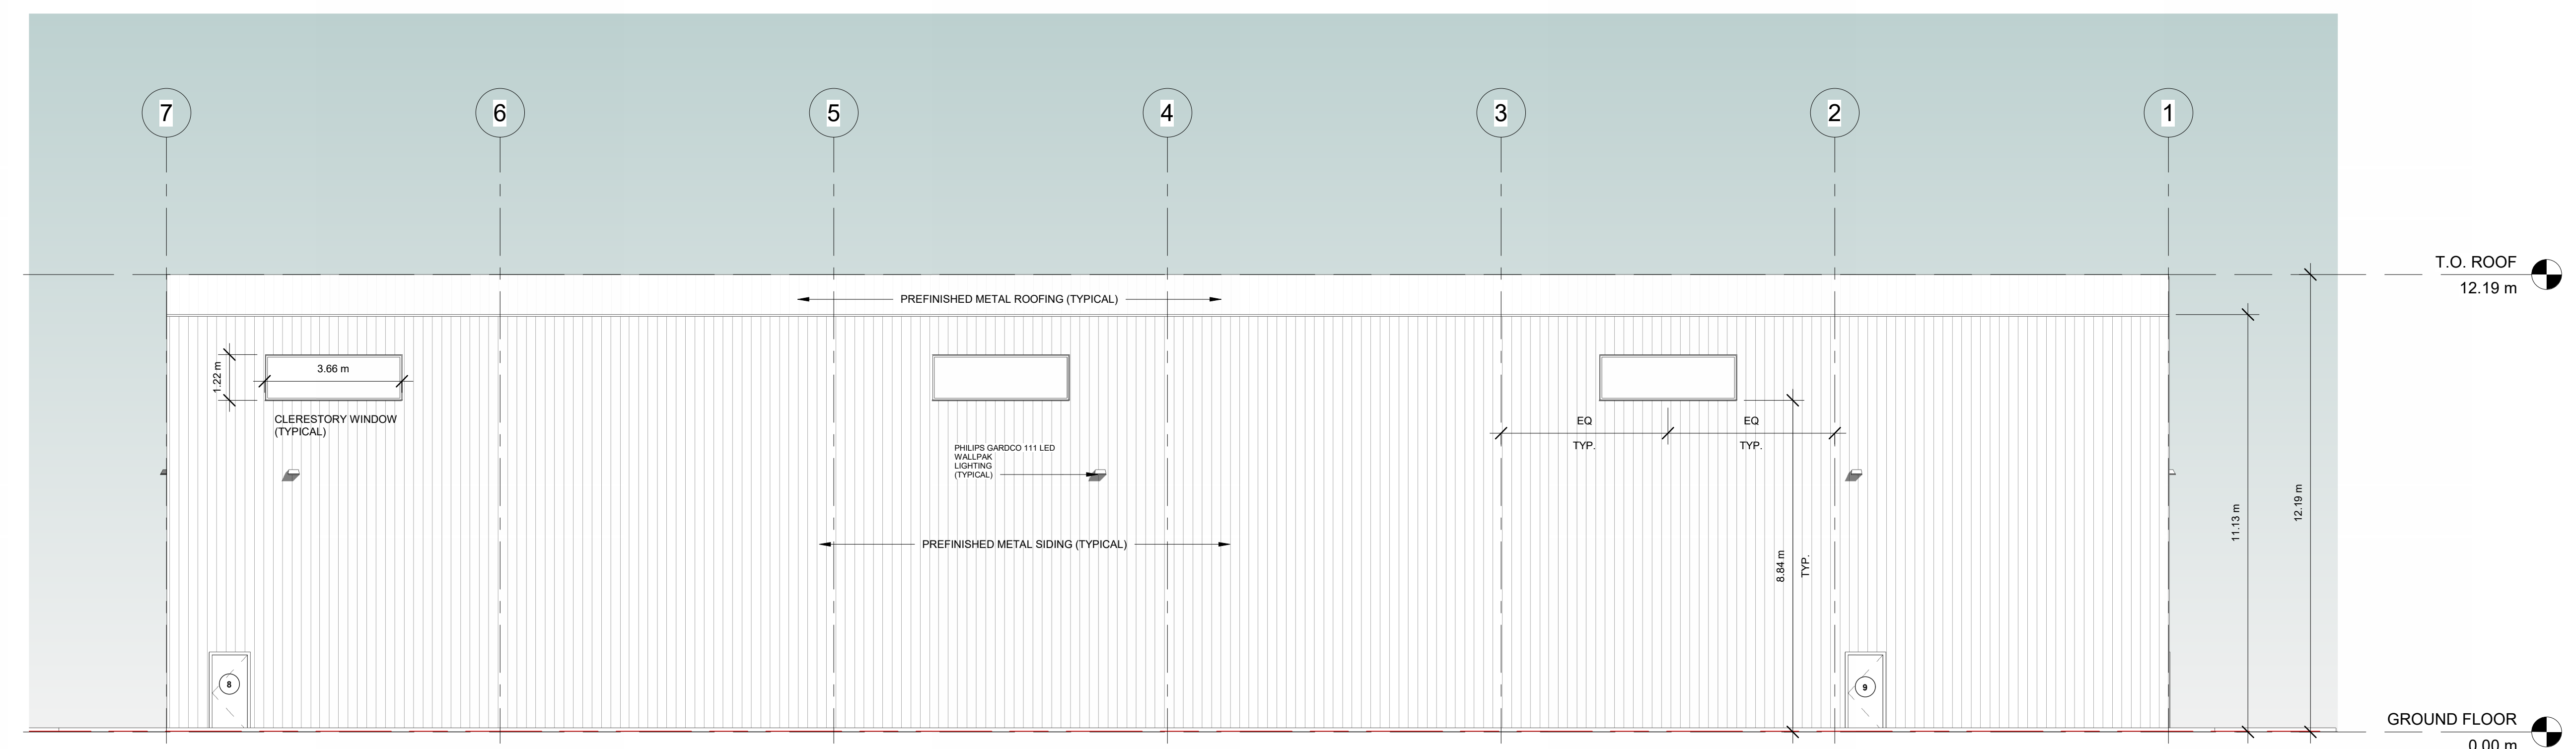 7
6
5
4
3
2
1
T.O. ROOF
12.19 m
PREFINISHED METAL ROOFING (TYPICAL)
1.22 m
3.66 m
CLERESTORY WINDOW
(TYPICAL)
EQ
EQ
TYP.
TYP.
PHILIPS GARDCO 111 LED
WALLPAK
LIGHTING
(TYPICAL)
PREFINISHED METAL SIDING (TYPICAL)
8.84 m
TYP.
11.13 m
12.19 m
8
9
GROUND FLOOR
0.00 m